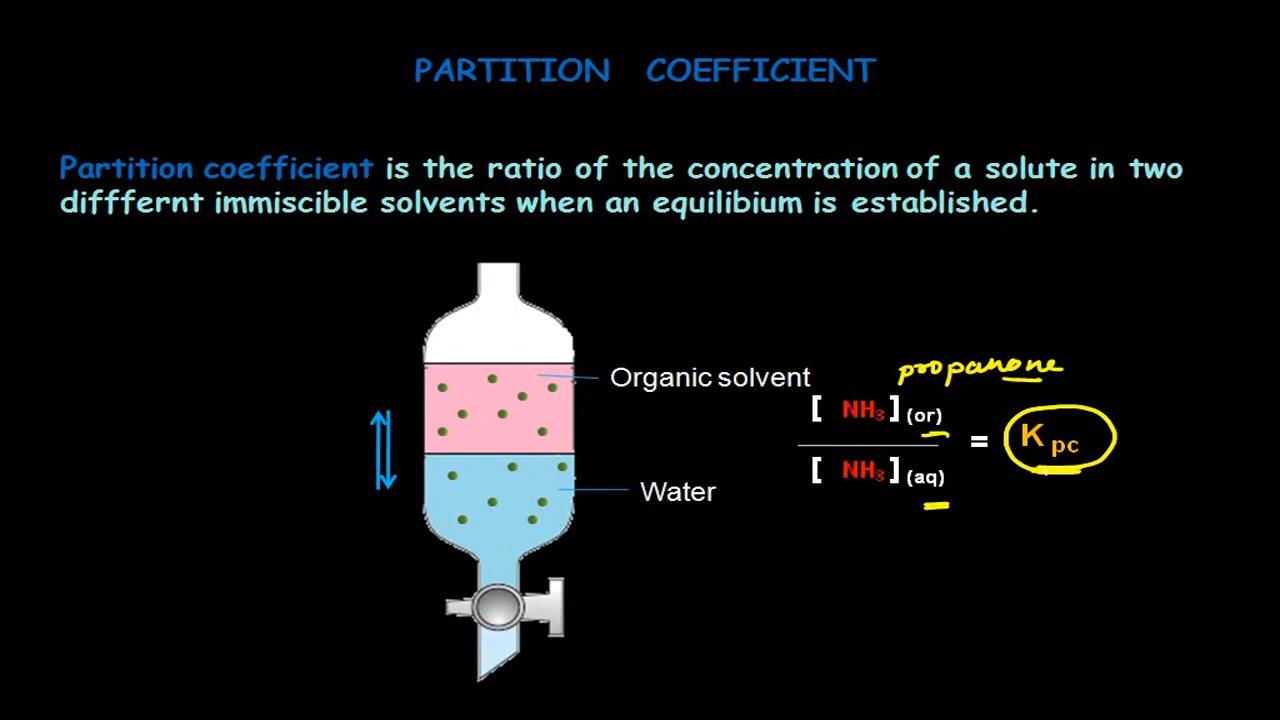 PARTITION COEFFICIENT
Partition coefficient is the ratio of the concentration of a solute in two
difffernt immiscible solvents when an equilibium is established.
Organic solvent
propanone
[ NH₃ ] (or)
= K pc
[ NH₃ ] (aq)
Water